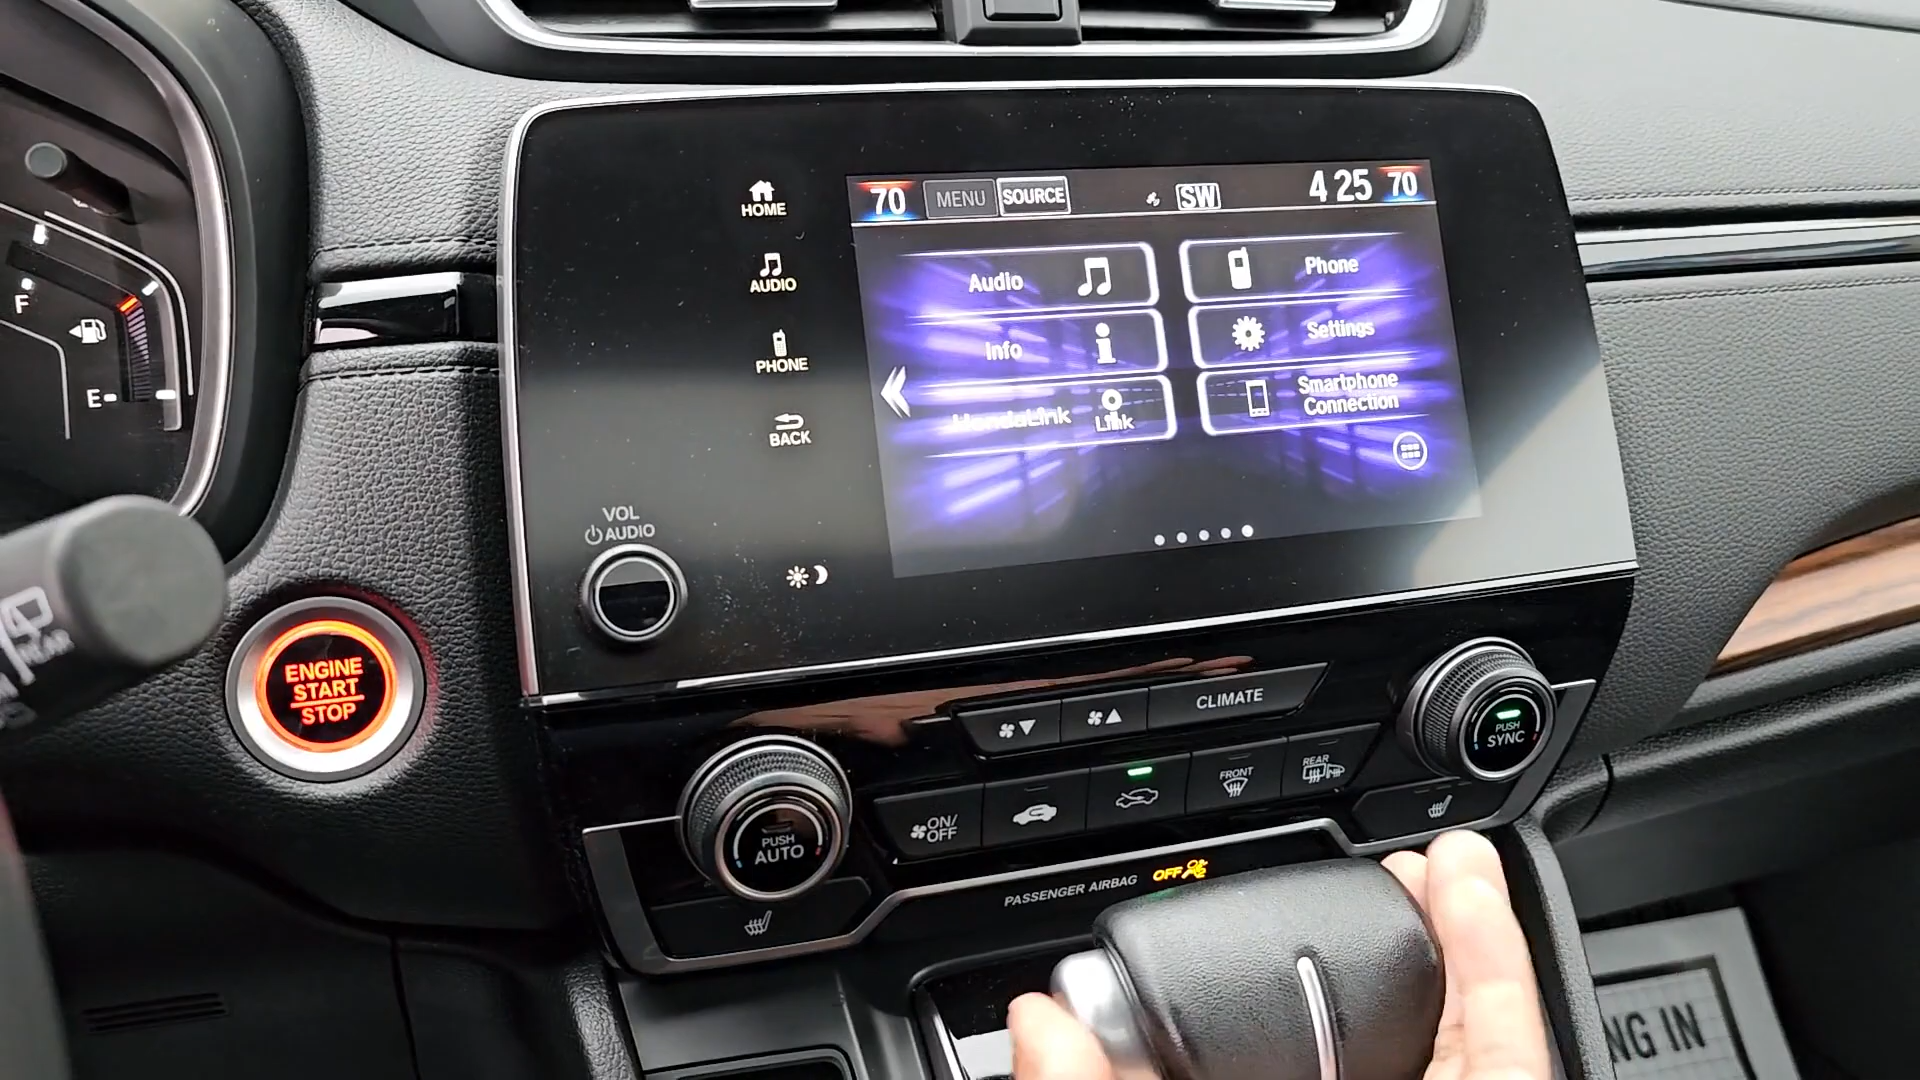 70
MENU
SOURCE
SW
4 25
70
HOME
AUDIO
PHONE
BACK
Audio
Phone
Info
Settings
HondaLink
Link
Smartphone
Connection
F
E
VOL
AUDIO
REAR
ENGINE
START
STOP
CLIMATE
PUSH
SYNC
PUSH
AUTO
ON/
OFF
FRONT
REAR
PASSENGER AIRBAG
OFF
NG IN